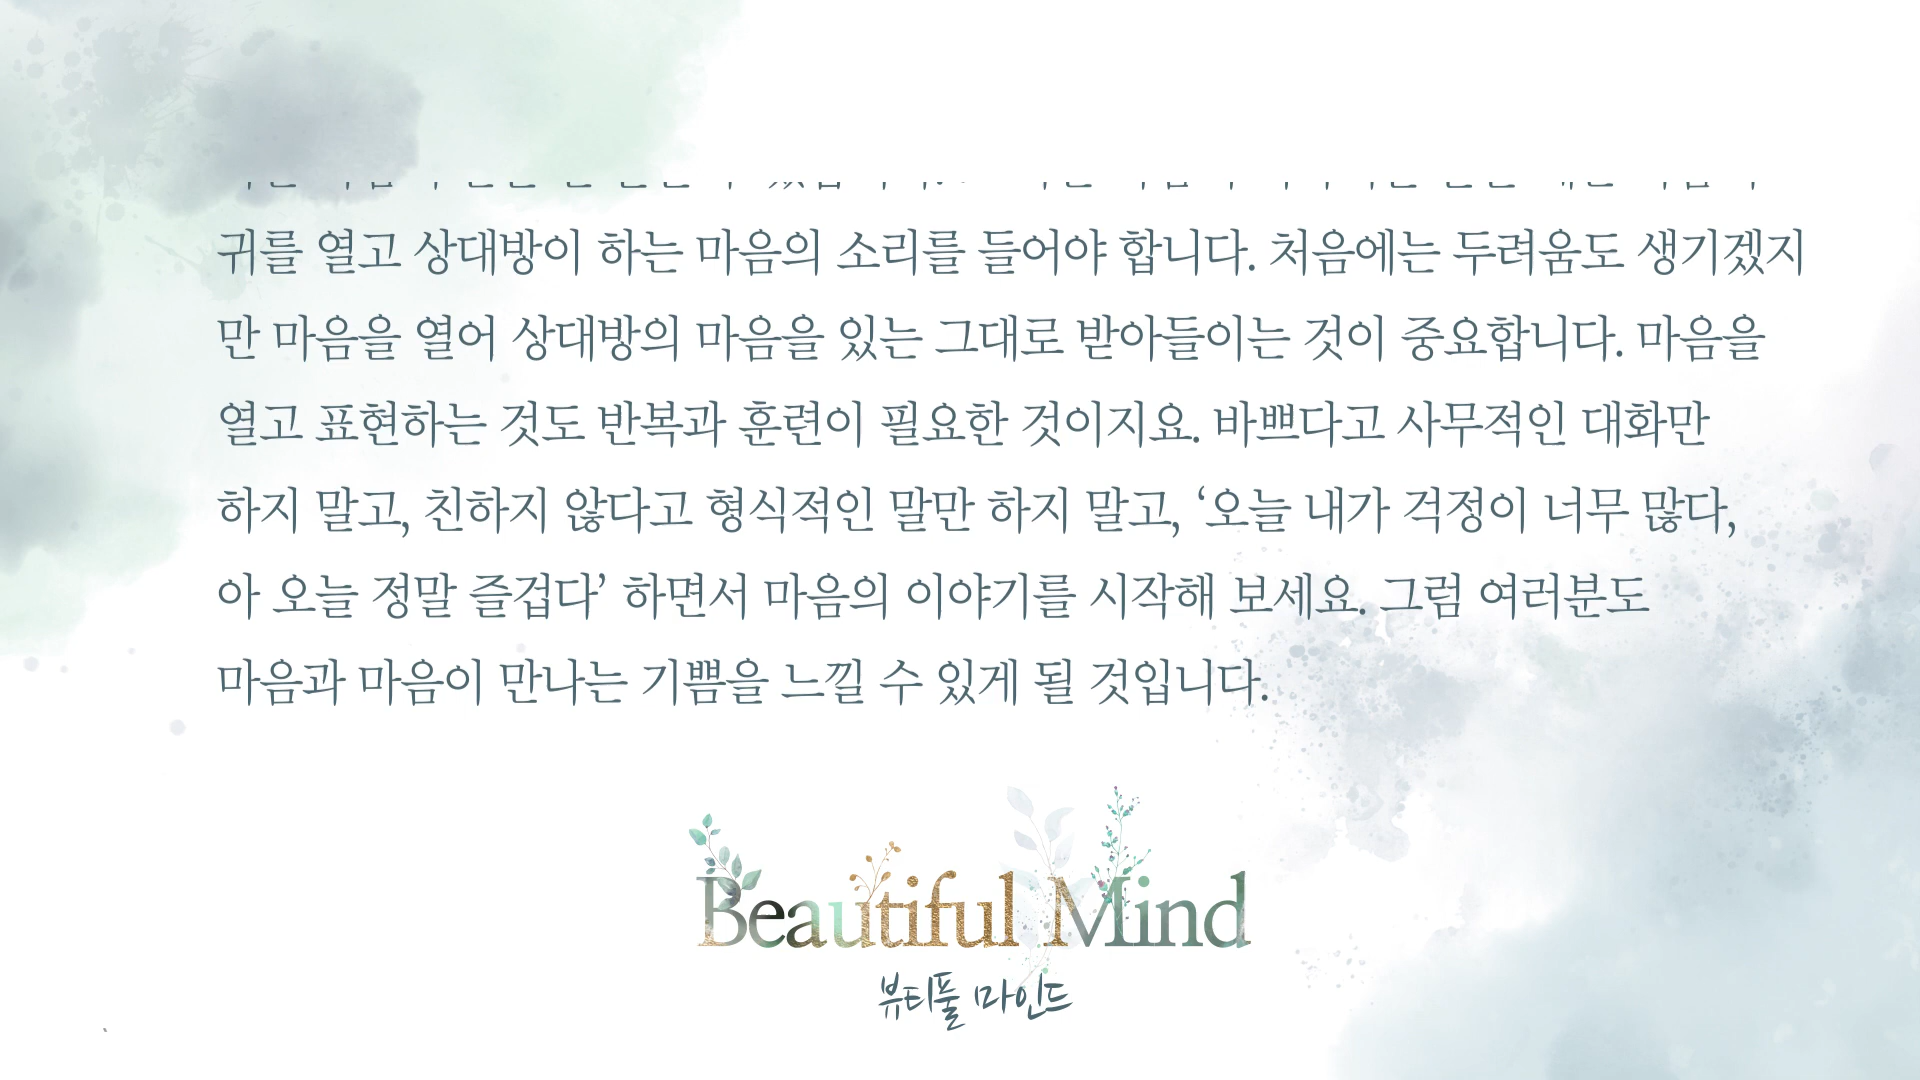 귀를 열고 상대방이 하는 마음의 소리를 들어야 합니다. 처음에는 두려움도 생기겠지
만 마음을 열어 상대방의 마음을 있는 그대로 받아들이는 것이 중요합니다. 마음을
열고 표현하는 것도 반복과 훈련이 필요한 것이지요. 바쁘다고 사무적인 대화만
하지 말고, 친하지 않다고 형식적인 말만 하지 말고, ‘오늘 내가 걱정이 너무 많다,
아 오늘 정말 즐겁다’ 하면서 마음의 이야기를 시작해 보세요. 그럼 여러분도
마음과 마음이 만나는 기쁨을 느낄 수 있게 될 것입니다.
Beautiful Mind
뷰티풀 마인드